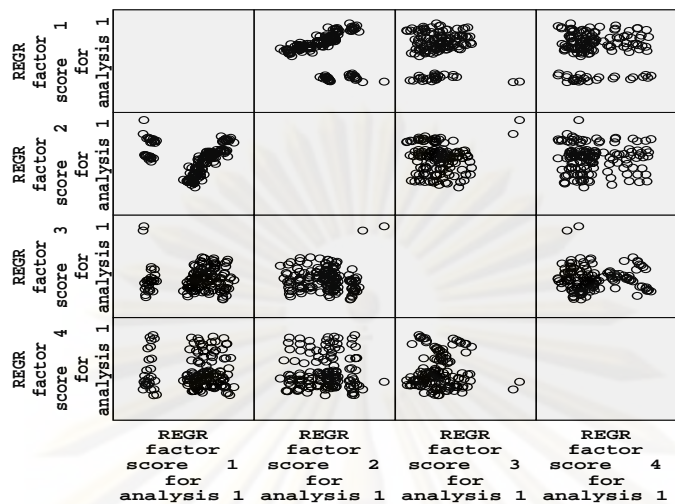 REGR
factor
score 1
for
analysis 1
REGR
factor
score 2
for
analysis 1
REGR
factor
score 3
for
analysis 1
REGR
factor
score 4
for
analysis 1
REGR
factor
score 1
for
analysis 1
REGR
factor
score 2
for
analysis 1
REGR
factor
score 3
for
analysis 1
REGR
factor
score 4
for
analysis 1